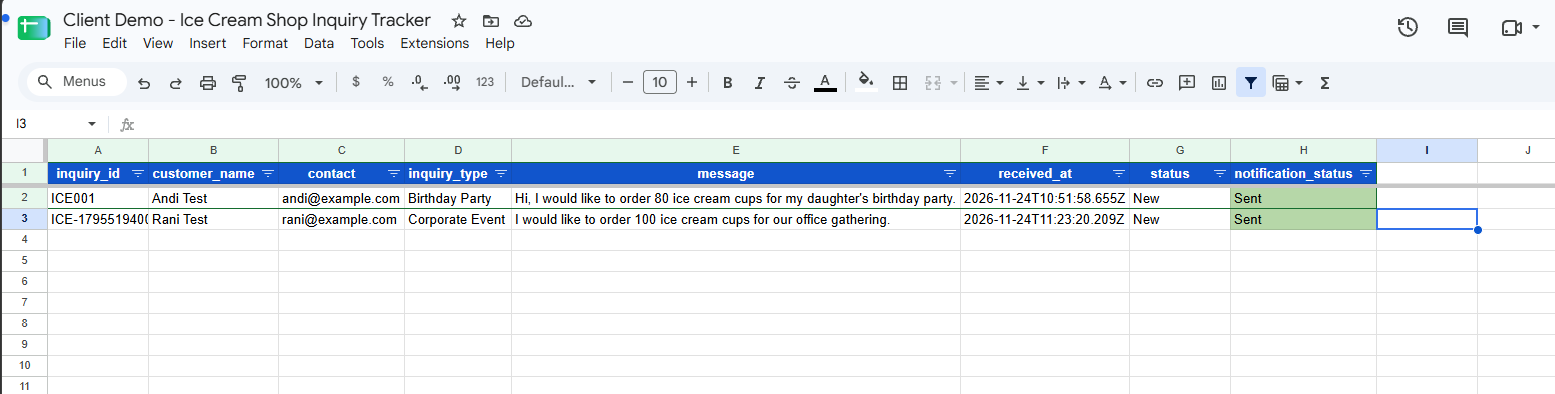 Client Demo - Ice Cream Shop Inquiry Tracker
File Edit View Insert Format Data Tools Extensions Help
Menus 100% $ % .0 .00 123 Defaul... 10 B I A A Σ
I3 fx
A B C D E F G H I J
1 inquiry_id customer_name contact inquiry_type message received_at status notification_status
2 ICE001 Andi Test andi@example.com Birthday Party Hi, I would like to order 80 ice cream cups for my daughter's birthday party. 2026-11-24T10:51:58.655Z New Sent
3 ICE-1795519400 Rani Test rani@example.com Corporate Event I would like to order 100 ice cream cups for our office gathering. 2026-11-24T11:23:20.209Z New Sent
4
5
6
7
8
9
10
11